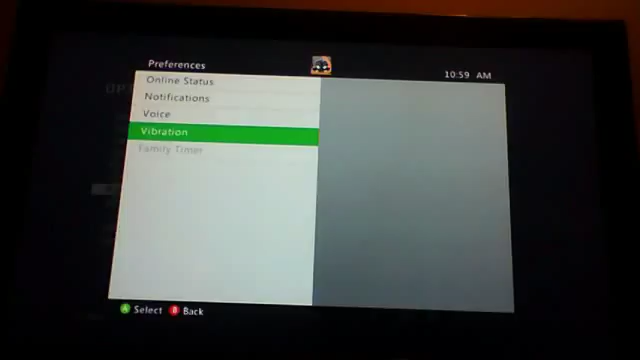 Preferences
10:59 AM
Online Status
Notifications
Voice
Vibration
Family Timer
A Select B Back